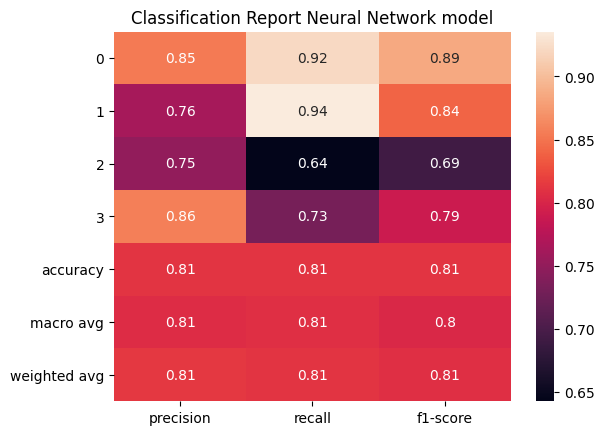 Classification Report Neural Network model
0 0.85 0.92 0.89
1 0.76 0.94 0.84
2 0.75 0.64 0.69
3 0.86 0.73 0.79
accuracy 0.81 0.81 0.81
macro avg 0.81 0.81 0.8
weighted avg 0.81 0.81 0.81
precision recall f1-score
0.90
0.85
0.80
0.75
0.70
0.65